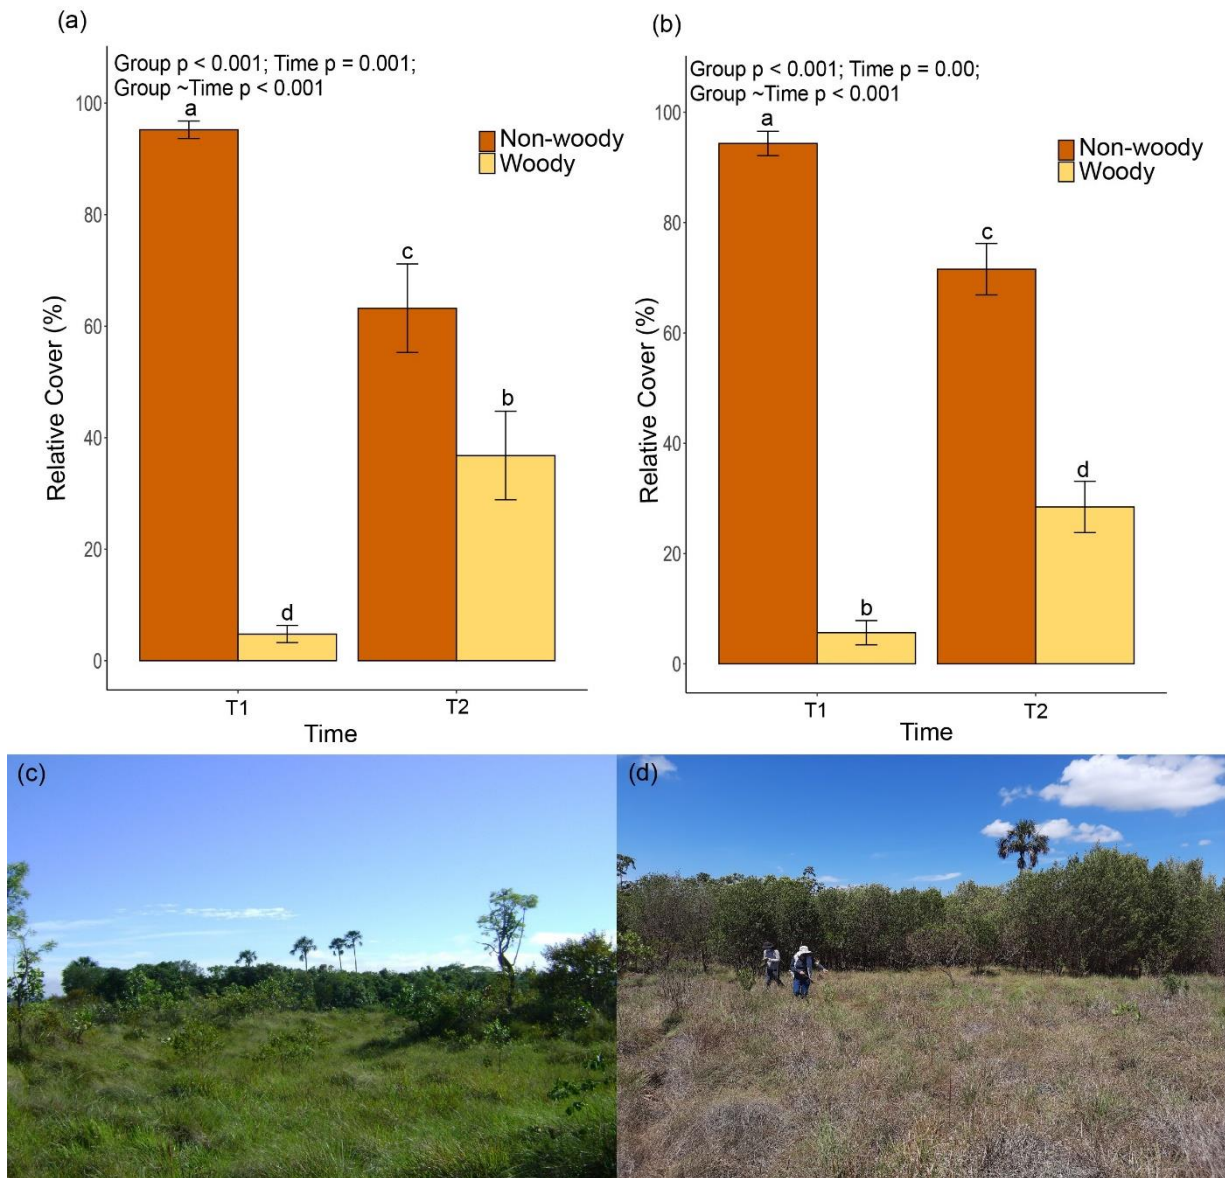 (a)
Group p < 0.001; Time p = 0.001;
Group ~Time p < 0.001
Non-woody
Woody
Relative Cover (%)
100
80
60
40
20
0
a
d
c
b
T1
T2
Time
(b)
Group p < 0.001; Time p = 0.00;
Group ~Time p < 0.001
Non-woody
Woody
Relative Cover (%)
100
80
60
40
20
0
a
b
c
d
T1
T2
Time
(c)
(d)